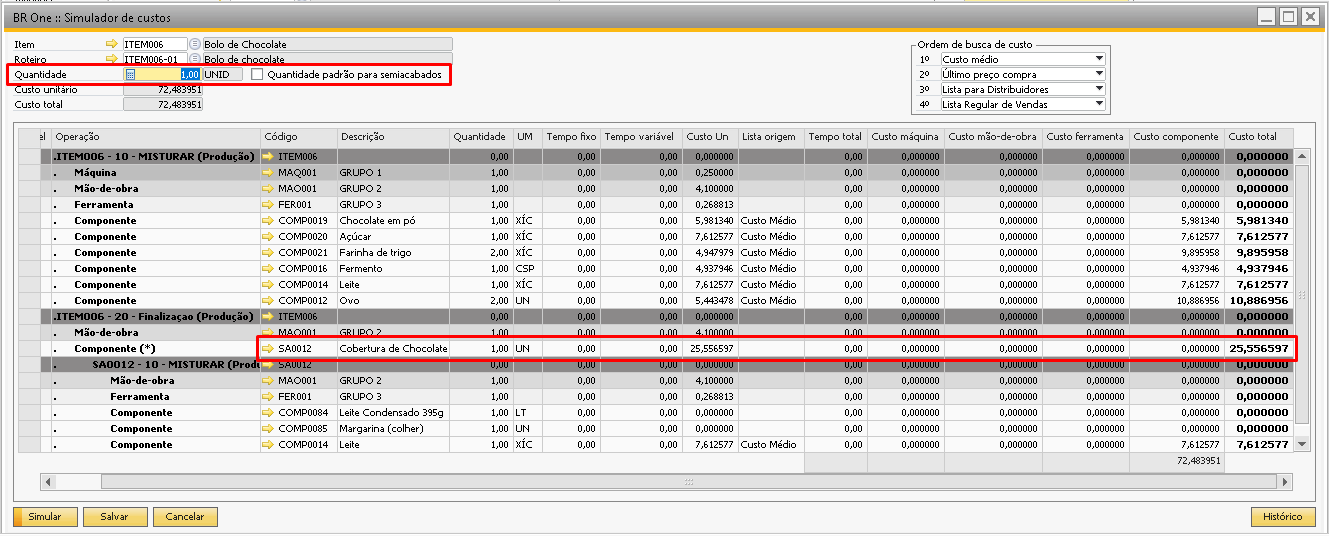 BR One :: Simulador de custos
Item ITEM006 Bolo de Chocolate
Roteiro ITEM006-01 Bolo de chocolate
Quantidade 1,00 UNID Quantidade padrão para semiacabados
Custo unitário 72,483951
Custo total 72,483951
Ordem de busca de custo
1º Custo médio
2º Último preço compra
3º Lista para Distribuidores
4º Lista Regular de Vendas
el Operação Código Descrição Quantidade UM Tempo fixo Tempo variável Custo Un Lista origem Tempo total Custo máquina Custo mão-de-obra Custo ferramenta Custo componente Custo total
.ITEM006 - 10 - MISTURAR (Produção) ITEM006 0,00 0,00 0,00 0,000000 0,00 0,000000 0,000000 0,000000 0,000000 0,000000
. Máquina MAQ001 GRUPO 1 1,00 0,00 0,00 0,250000 0,00 0,000000 0,000000 0,000000 0,000000 0,000000
. Mão-de-obra MAO001 GRUPO 2 1,00 0,00 0,00 4,100000 0,00 0,000000 0,000000 0,000000 0,000000 0,000000
. Ferramenta FER001 GRUPO 3 1,00 0,00 0,00 0,268813 0,00 0,000000 0,000000 0,000000 0,000000 0,000000
. Componente COMP0019 Chocolate em pó 1,00 XÍC 0,00 0,00 5,981340 Custo Médio 0,00 0,000000 0,000000 0,000000 5,981340 5,981340
. Componente COMP0020 Açúcar 1,00 XÍC 0,00 0,00 7,612577 Custo Médio 0,00 0,000000 0,000000 0,000000 7,612577 7,612577
. Componente COMP0021 Farinha de trigo 2,00 XÍC 0,00 0,00 4,947979 Custo Médio 0,00 0,000000 0,000000 0,000000 9,895958 9,895958
. Componente COMP0016 Fermento 1,00 CSP 0,00 0,00 4,937946 Custo Médio 0,00 0,000000 0,000000 0,000000 4,937946 4,937946
. Componente COMP0014 Leite 1,00 XÍC 0,00 0,00 7,612577 Custo Médio 0,00 0,000000 0,000000 0,000000 7,612577 7,612577
. Componente COMP0012 Ovo 2,00 UN 0,00 0,00 5,443478 Custo Médio 0,00 0,000000 0,000000 0,000000 10,886956 10,886956
.ITEM006 - 20 - Finalizaçao (Produção) ITEM006 0,00 0,00 0,00 0,000000 0,00 0,000000 0,000000 0,000000 0,000000 0,000000
. Mão-de-obra MAO001 GRUPO 2 1,00 0,00 0,00 4,100000 0,00 0,000000 0,000000 0,000000 0,000000 0,000000
. Componente (*) SA0012 Cobertura de Chocolate 1,00 UN 0,00 0,00 25,556597 0,00 0,000000 0,000000 0,000000 0,000000 25,556597
. SA0012 - 10 - MISTURAR (Prod SA0012 0,00 0,00 0,00 0,000000 0,00 0,000000 0,000000 0,000000 0,000000 0,000000
. Mão-de-obra MAO001 GRUPO 2 1,00 0,00 0,00 4,100000 0,00 0,000000 0,000000 0,000000 0,000000 0,000000
. Ferramenta FER001 GRUPO 3 1,00 0,00 0,00 0,268813 0,00 0,000000 0,000000 0,000000 0,000000 0,000000
. Componente COMP0084 Leite Condensado 395g 1,00 LT 0,00 0,00 0,000000 0,00 0,000000 0,000000 0,000000 0,000000 0,000000
. Componente COMP0085 Margarina (colher) 1,00 UN 0,00 0,00 0,000000 0,00 0,000000 0,000000 0,000000 0,000000 0,000000
. Componente COMP0014 Leite 1,00 XÍC 0,00 0,00 7,612577 Custo Médio 0,00 0,000000 0,000000 0,000000 7,612577 7,612577
72,483951
Simular Salvar Cancelar Histórico